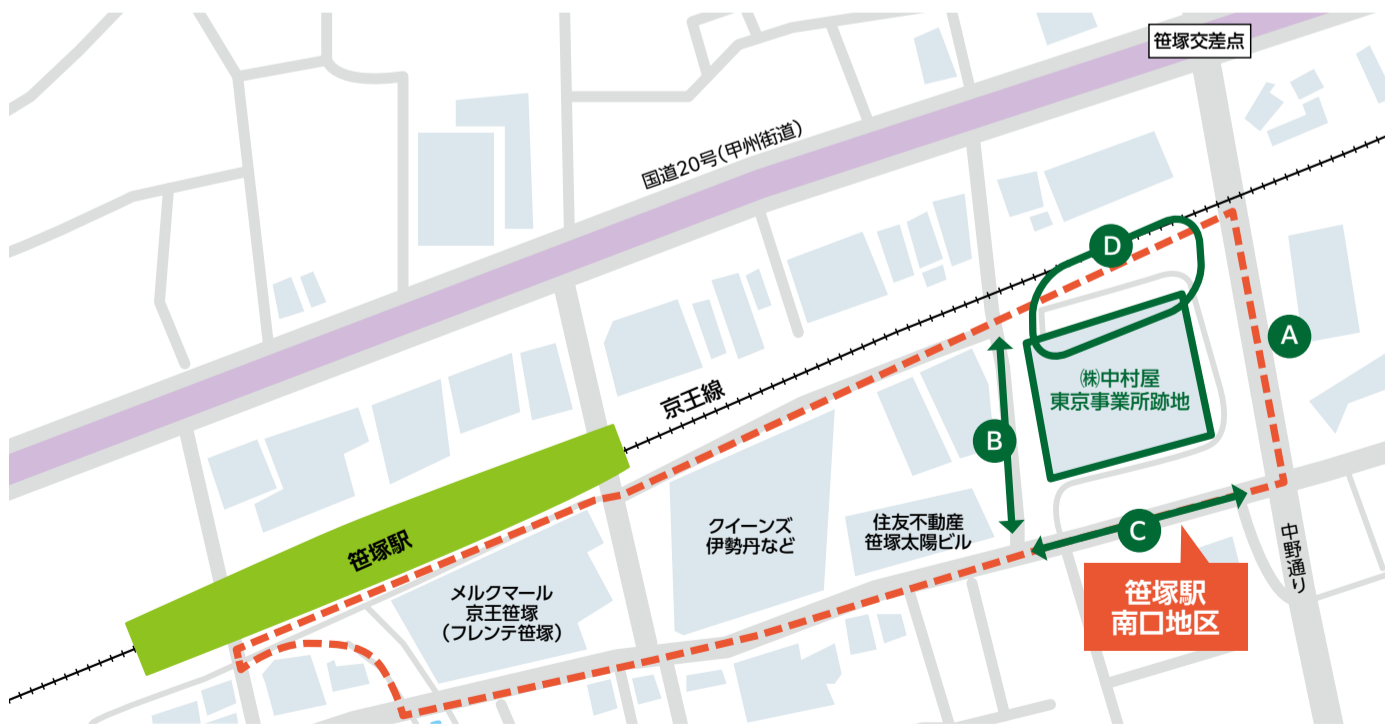 笹塚交差点
国道20号(甲州街道)
D
A
㈱中村屋
東京事業所跡地
京王線
B
クイーンズ
伊勢丹など
住友不動産
笹塚太陽ビル
C
笹塚駅
中野通り
メルクマール
京王笹塚
(フレンテ笹塚)
笹塚駅
南口地区